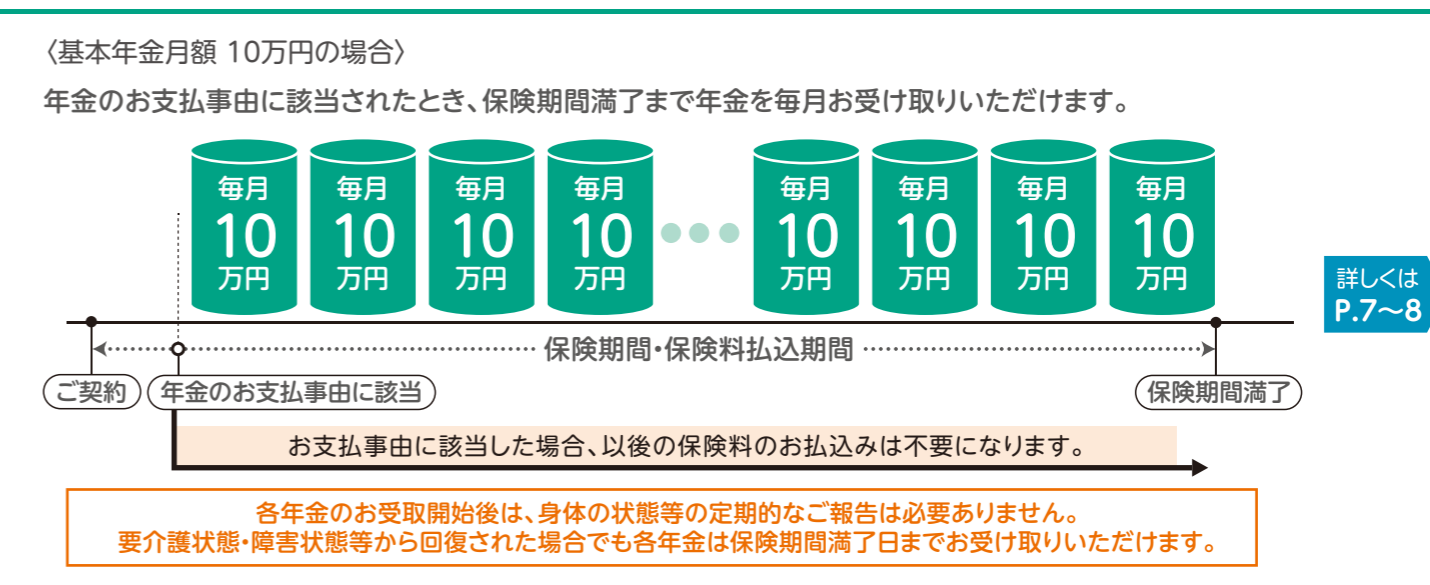 〈基本年金月額 10万円の場合〉
年金のお支払事由に該当されたとき、保険期間満了まで年金を毎月お受け取りいただけます。
毎月 毎月 毎月 毎月 毎月 毎月 毎月 毎月
10 10 10 10 10 10 10 10
万円 万円 万円 万円 万円 万円 万円 万円
詳しくは
P.7〜8
保険期間・保険料払込期間
ご契約 年金のお支払事由に該当 保険期間満了
お支払事由に該当した場合、以後の保険料のお払込みは不要になります。
各年金のお受取開始後は、身体の状態等の定期的なご報告は必要ありません。
要介護状態・障害状態等から回復された場合でも各年金は保険期間満了日までお受け取りいただけます。